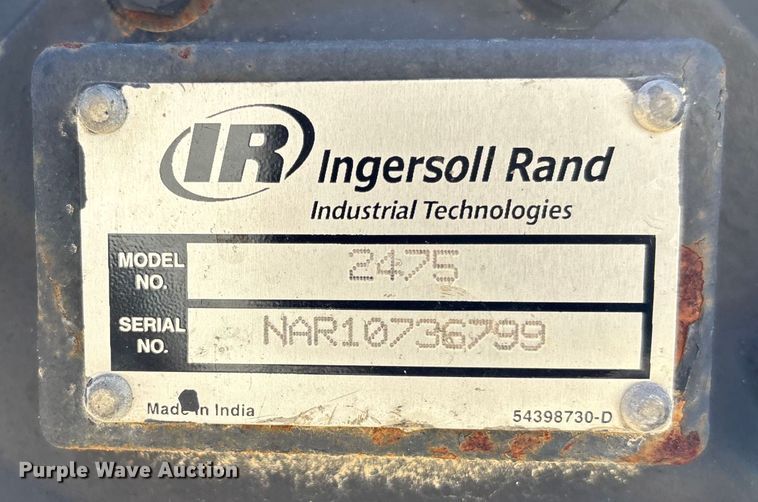 IR Ingersoll Rand
Industrial Technologies
MODEL NO. 2475
SERIAL NO. NAR10736799
Made in India 54398730-D
Purple Wave Auction